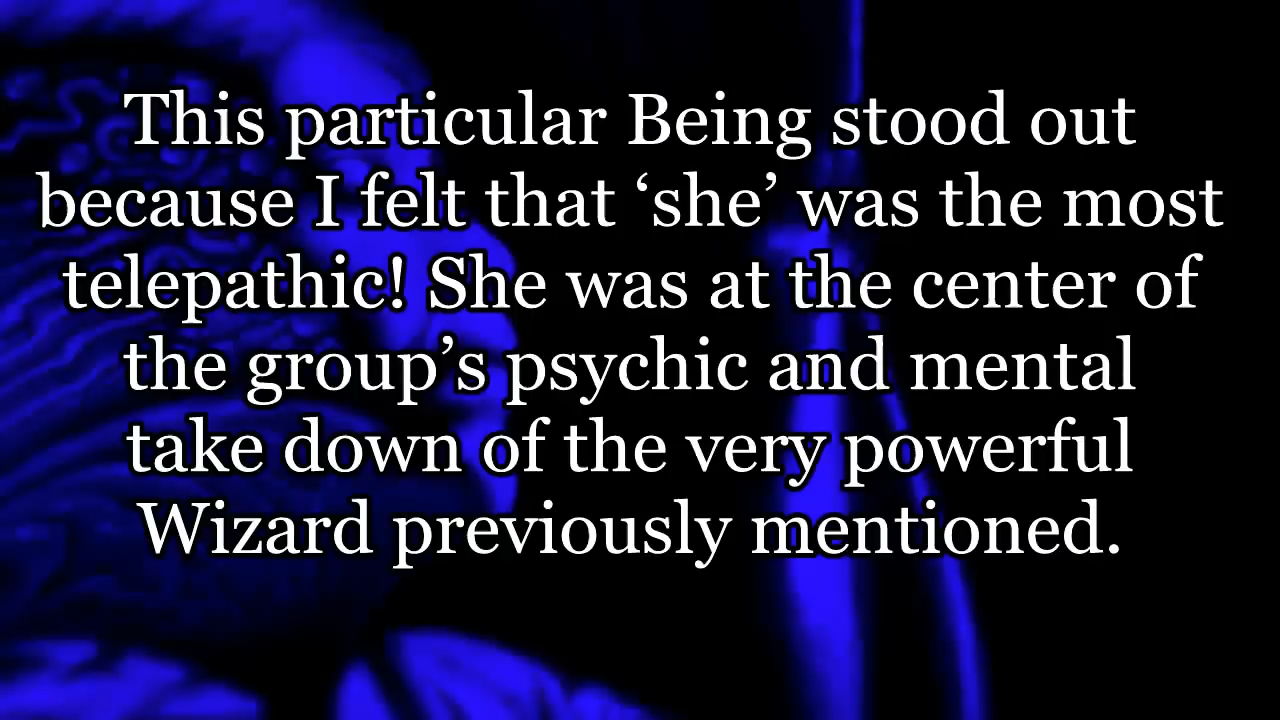 This particular Being stood out
because I felt that ‘she’ was the most
telepathic! She was at the center of
the group’s psychic and mental
take down of the very powerful
Wizard previously mentioned.